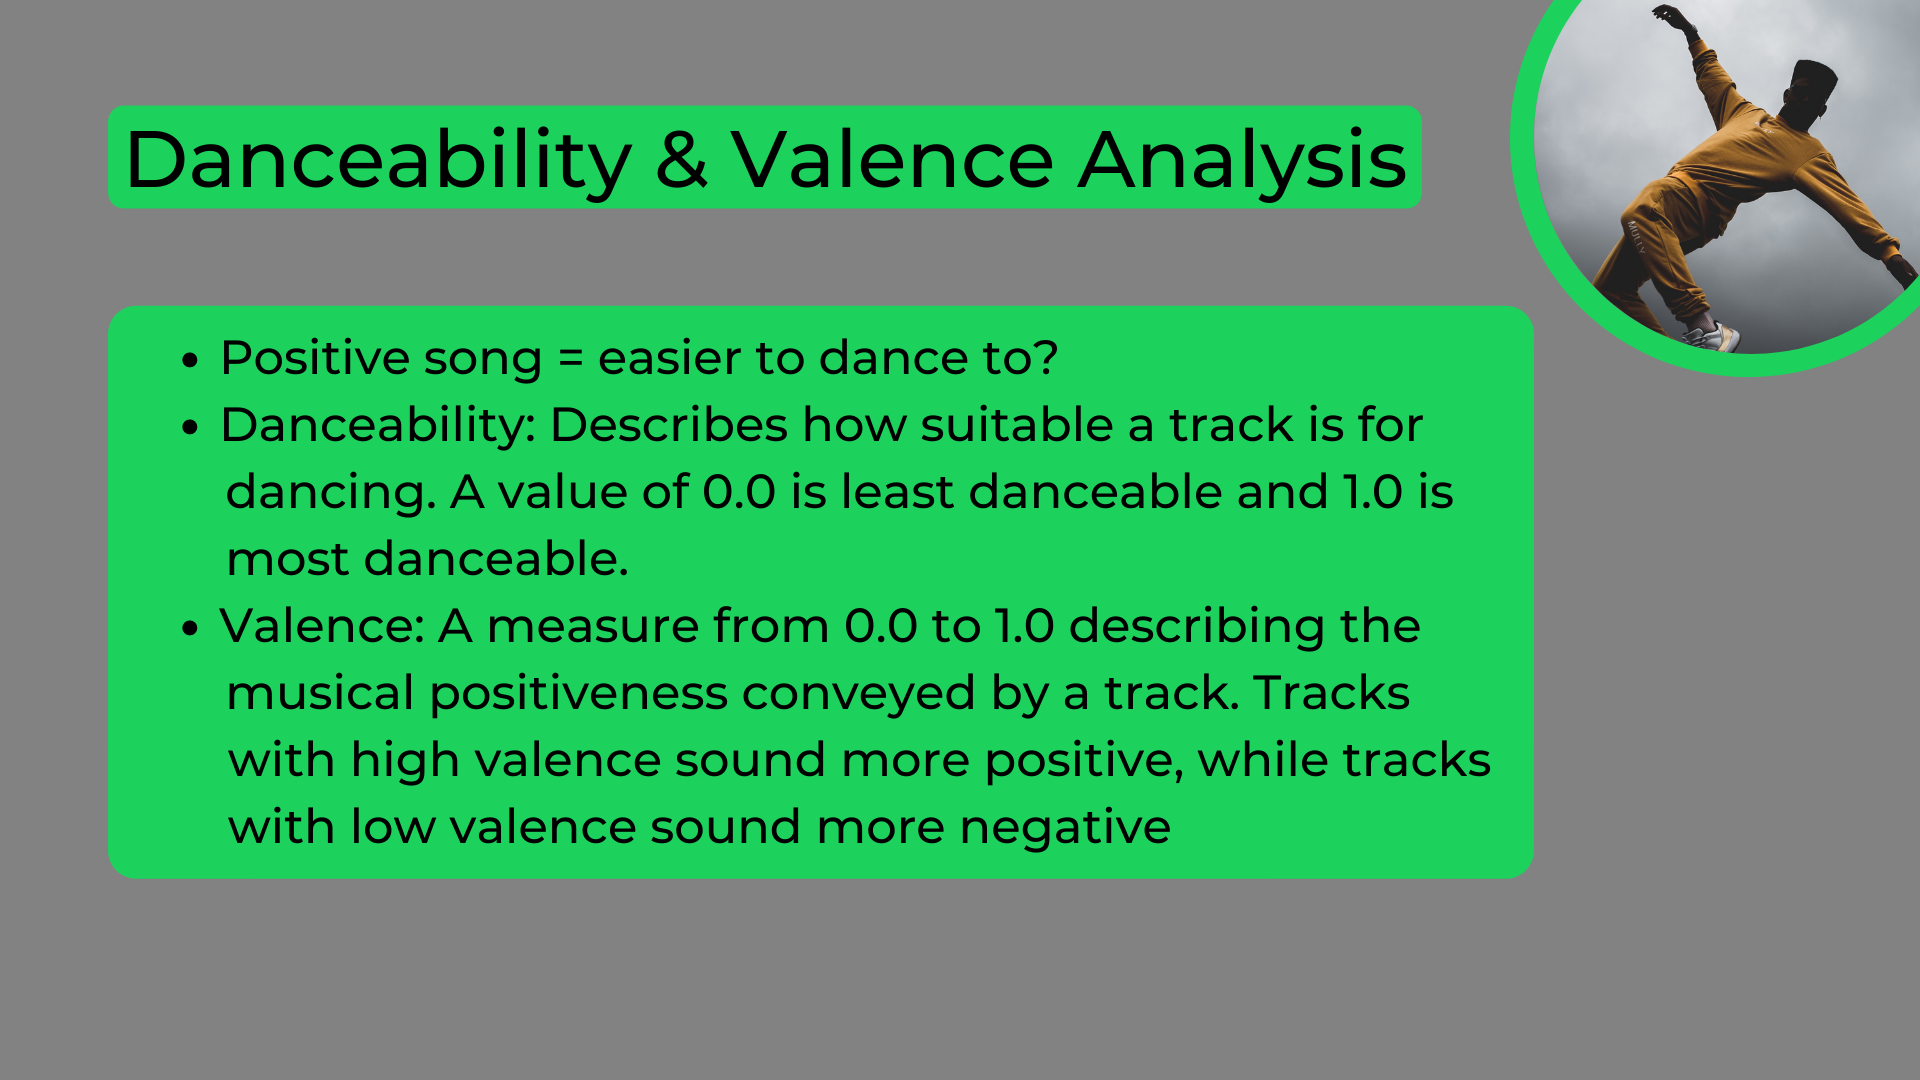 Danceability & Valence Analysis
• Positive song = easier to dance to?
• Danceability: Describes how suitable a track is for
dancing. A value of 0.0 is least danceable and 1.0 is
most danceable.
• Valence: A measure from 0.0 to 1.0 describing the
musical positiveness conveyed by a track. Tracks
with high valence sound more positive, while tracks
with low valence sound more negative
MULLY